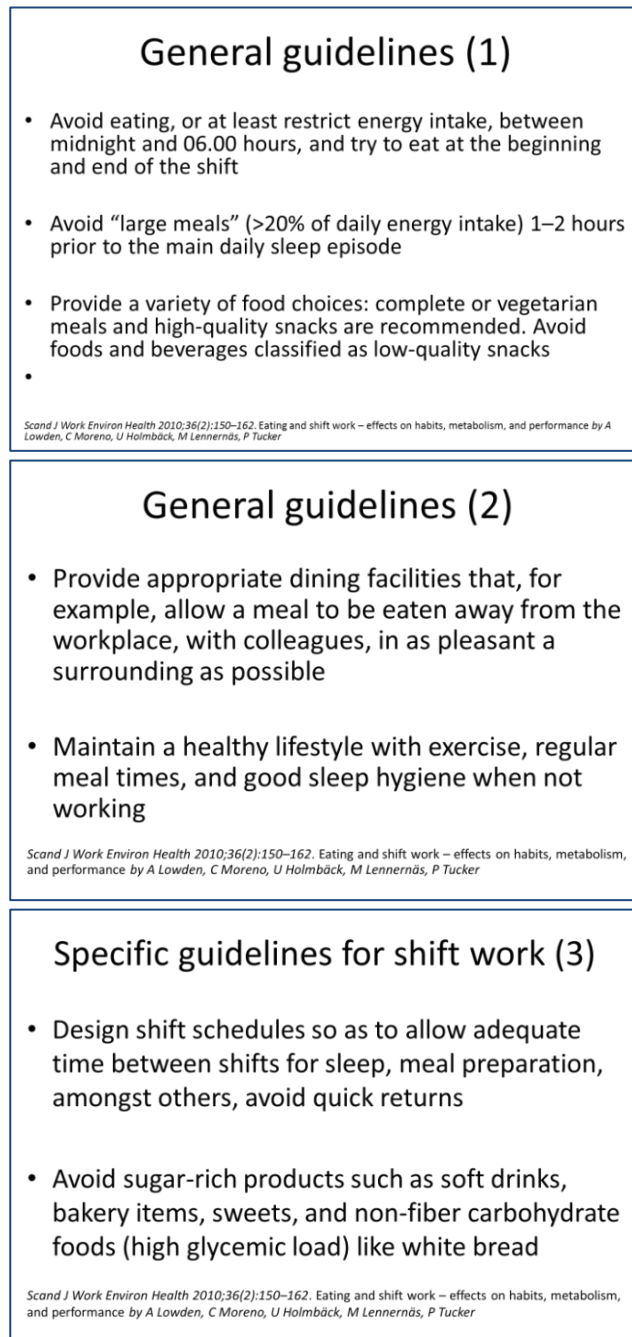 General guidelines (1)
• Avoid eating, or at least restrict energy intake, between
midnight and 06.00 hours, and try to eat at the beginning
and end of the shift
• Avoid “large meals” (>20% of daily energy intake) 1–2 hours
prior to the main daily sleep episode
• Provide a variety of food choices: complete or vegetarian
meals and high-quality snacks are recommended. Avoid
foods and beverages classified as low-quality snacks
•
Scand J Work Environ Health 2010;36(2):150–162. Eating and shift work – effects on habits, metabolism, and performance by A
Lowden, C Moreno, U Holmbäck, M Lennernäs, P Tucker
General guidelines (2)
• Provide appropriate dining facilities that, for
example, allow a meal to be eaten away from the
workplace, with colleagues, in as pleasant a
surrounding as possible
• Maintain a healthy lifestyle with exercise, regular
meal times, and good sleep hygiene when not
working
Scand J Work Environ Health 2010;36(2):150–162. Eating and shift work – effects on habits, metabolism,
and performance by A Lowden, C Moreno, U Holmbäck, M Lennernäs, P Tucker
Specific guidelines for shift work (3)
• Design shift schedules so as to allow adequate
time between shifts for sleep, meal preparation,
amongst others, avoid quick returns
• Avoid sugar-rich products such as soft drinks,
bakery items, sweets, and non-fiber carbohydrate
foods (high glycemic load) like white bread
Scand J Work Environ Health 2010;36(2):150–162. Eating and shift work – effects on habits, metabolism,
and performance by A Lowden, C Moreno, U Holmbäck, M Lennernäs, P Tucker